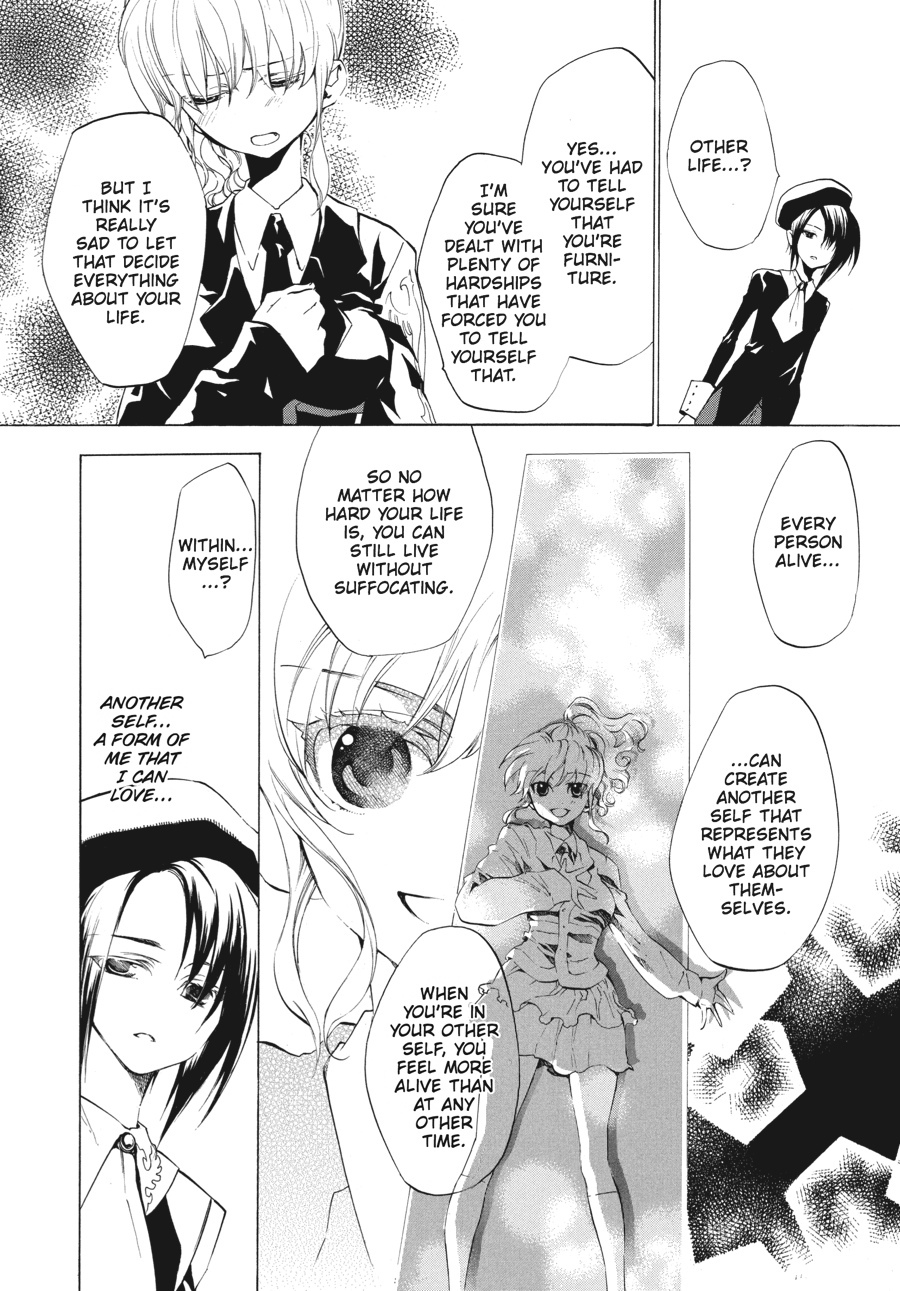 OTHER
LIFE...?
YES...
YOU'VE HAD
TO TELL
YOURSELF
THAT
YOU'RE
FURNI-
TURE.
I'M
SURE
YOU'VE
DEALT WITH
PLENTY OF
HARDSHIPS
THAT HAVE
FORCED YOU
TO TELL
YOURSELF
THAT.
BUT I
THINK IT'S
REALLY
SAD TO LET
THAT DECIDE
EVERYTHING
ABOUT YOUR
LIFE.
EVERY
PERSON
ALIVE...
...CAN
CREATE
ANOTHER
SELF THAT
REPRESENTS
WHAT THEY
LOVE ABOUT
THEM-
SELVES.
SO NO
MATTER HOW
HARD YOUR LIFE
IS, YOU CAN
STILL LIVE
WITHOUT
SUFFOCATING.
WHEN
YOU'RE IN
YOUR OTHER
SELF, YOU
FEEL MORE
ALIVE THAN
AT ANY
OTHER
TIME.
WITHIN...
MYSELF
...?
ANOTHER
SELF...
A FORM OF
ME THAT
I CAN
LOVE...